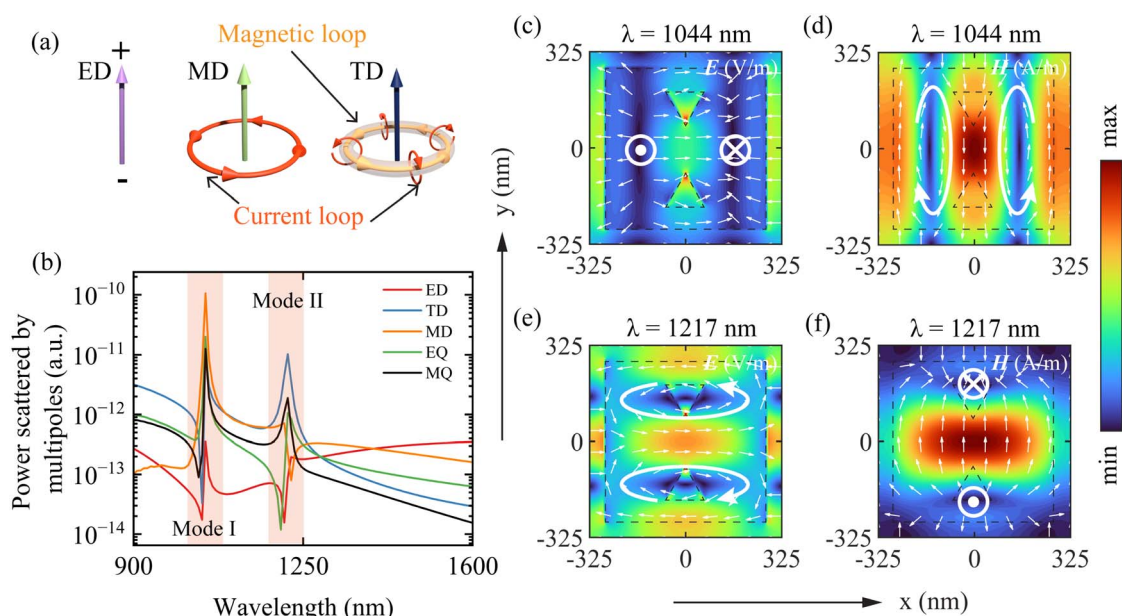 (a)
+
ED
-
MD
Magnetic loop
TD
Current loop
(b)
Power scattered by
multipoles (a.u.)
10⁻¹⁰
10⁻¹¹
10⁻¹²
10⁻¹³
10⁻¹⁴
Mode I
Mode II
ED
TD
MD
EQ
MQ
900
1250
1600
Wavelength (nm)
(c)
λ = 1044 nm
E (V/m)
325
0
-325
-325
0
325
(d)
λ = 1044 nm
H (A/m)
325
0
-325
-325
0
325
y (nm)
(e)
λ = 1217 nm
E (V/m)
325
0
-325
-325
0
325
(f)
λ = 1217 nm
H (A/m)
325
0
-325
-325
0
325
x (nm)
max
min